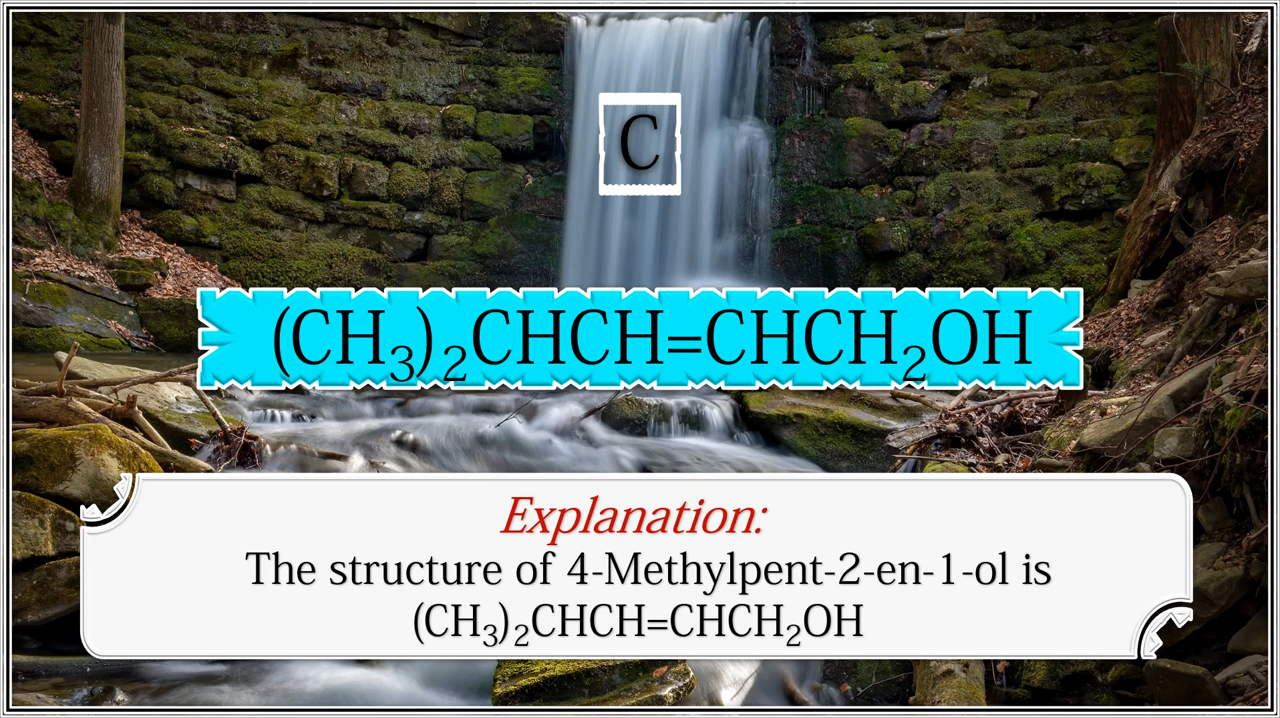 C
(CH₃)₂CHCH=CHCH₂OH
Explanation:
The structure of 4-Methylpent-2-en-1-ol is
(CH₃)₂CHCH=CHCH₂OH